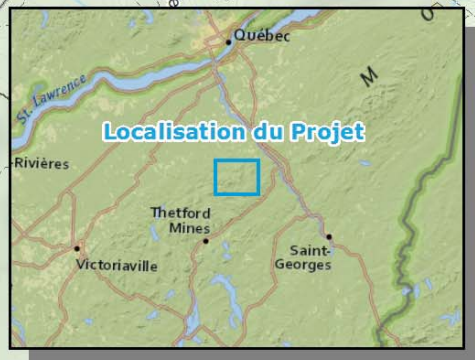 Québec
M
O
St. Lawrence
Localisation du Projet
-Rivières
Thetford
Mines
Victoriaville
Saint-
Georges